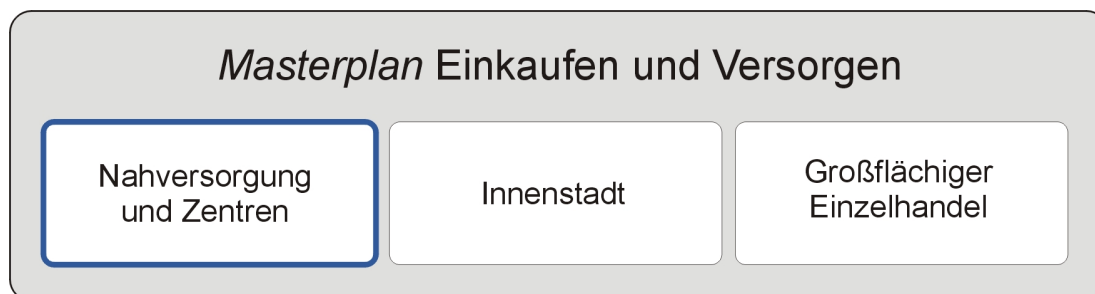 Masterplan Einkaufen und Versorgen
Nahversorgung
und Zentren
Innenstadt
Großflächiger
Einzelhandel